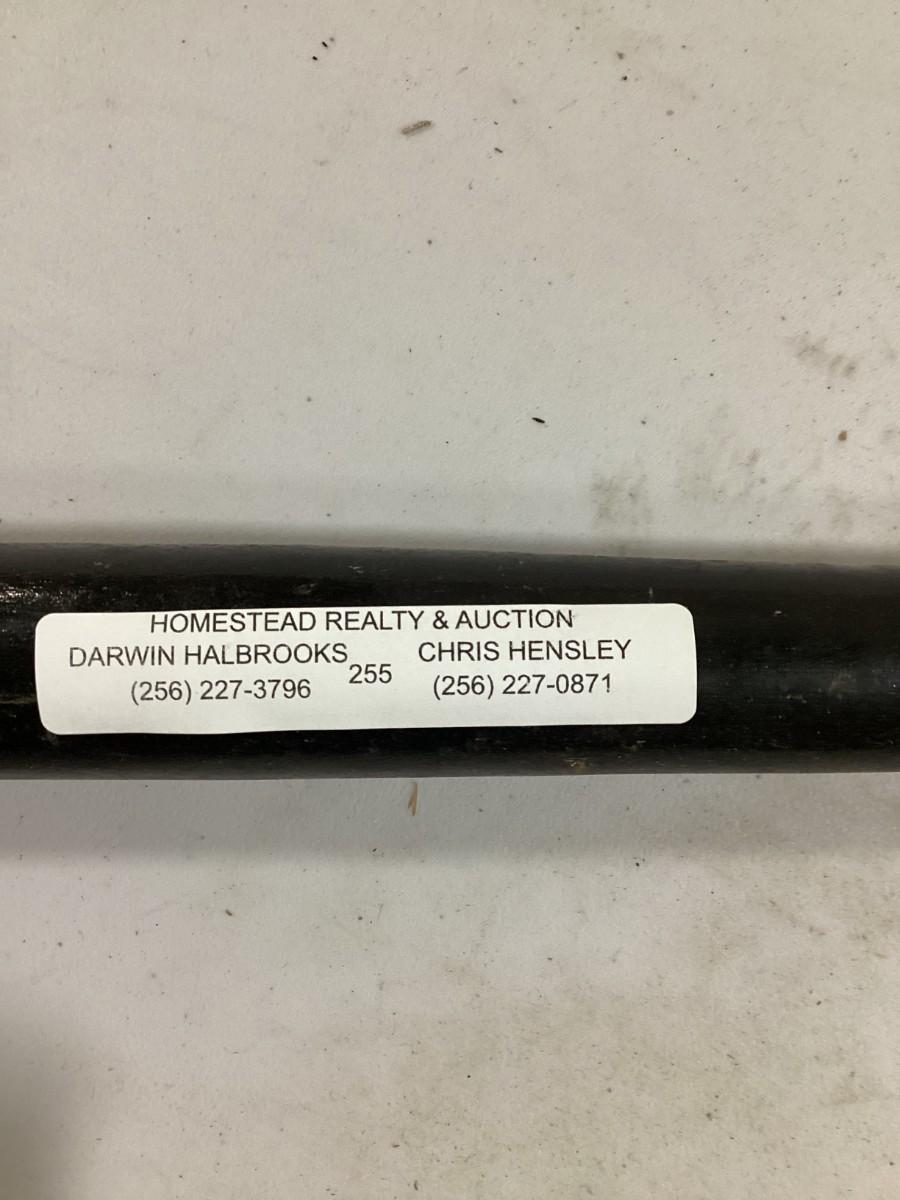 HOMESTEAD REALTY & AUCTION
DARWIN HALBROOKS CHRIS HENSLEY
255
(256) 227-3796 (256) 227-0871